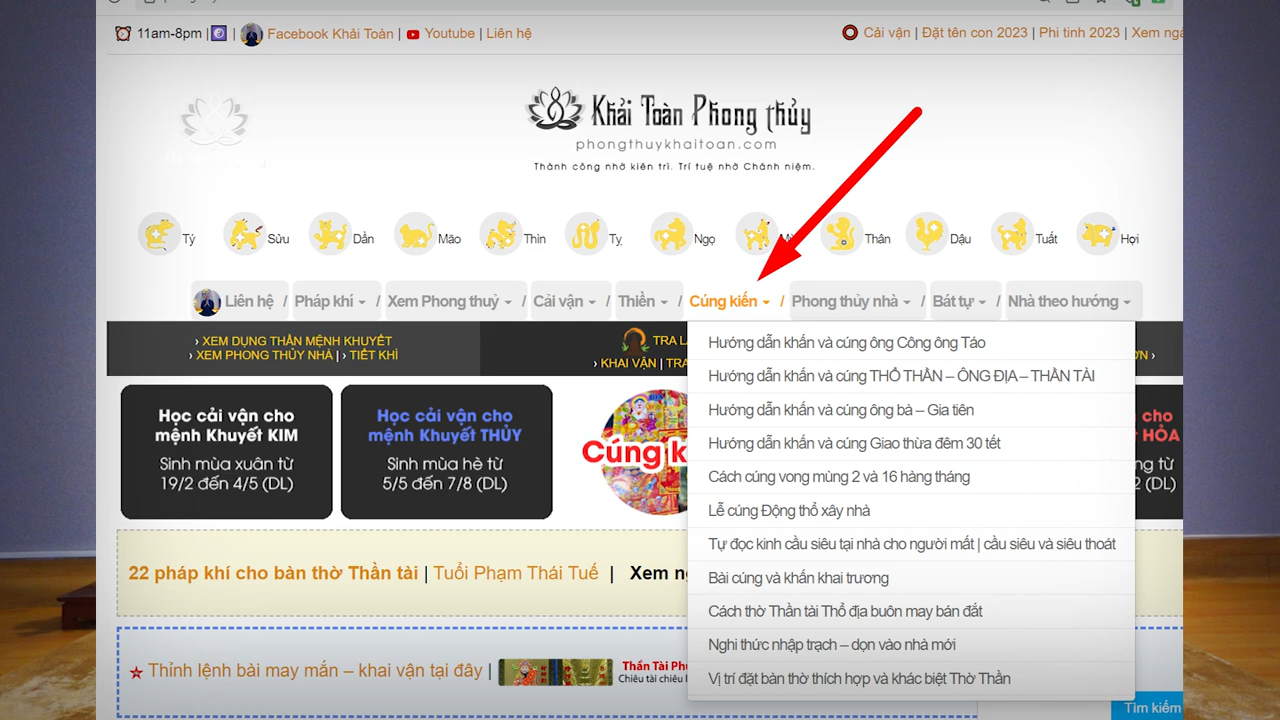 11am-8pm | | Facebook Khải Toàn | Youtube | Liên hệ
Cải vận | Đặt tên con 2023 | Phi tinh 2023 | Xem
Khải Toàn Phong thủy
phongthuykhaitoan.com
Thành công nhờ kiên trì. Trí tuệ nhờ Chánh niệm.
Tý Sửu Dần Mão Thìn Tỵ Ngọ Thân Dậu Tuất Hợi
Liên hệ / Pháp khí / Xem Phong thuỷ / Cải vận / Thiền / Cúng kiến / Phong thủy nhà / Bát tự / Nhà theo hướng
› XEM DỤNG THẦN MỆNH KHUYẾT
› XEM PHONG THỦY NHÀ | › TIẾT KHÍ
TRA
› KHAI VẬN |
Hướng dẫn khấn và cúng ông Công ông Táo
Hướng dẫn khấn và cúng THỔ THẦN – ÔNG ĐỊA – THẦN TÀI
Hướng dẫn khấn và cúng ông bà – Gia tiên
Hướng dẫn khấn và cúng Giao thừa đêm 30 tết
Cách cúng vong mùng 2 và 16 hàng tháng
Lễ cúng Động thổ xây nhà
Tự đọc kinh cầu siêu tại nhà cho người mất | cầu siêu và siêu thoát
Bài cúng và khấn khai trương
Cách thờ Thần tài Thổ địa buôn may bán đắt
Nghi thức nhập trạch – dọn vào nhà mới
Vị trí đặt bàn thờ thích hợp và khác biệt Thờ Thần
Học cải vận cho
mệnh Khuyết KIM
Sinh mùa xuân từ
19/2 đến 4/5 (DL)
Học cải vận cho
mệnh Khuyết THỦY
Sinh mùa hè từ
5/5 đến 7/8 (DL)
Cúng
cho
HỎA
từ
(DL)
22 pháp khí cho bàn thờ Thần tài | Tuổi Phạm Thái Tuế | Xem
Thỉnh lệnh bài may mắn – khai vận tại đây |
Thần Tài
Chiêu tài chiêu
Tìm kiếm